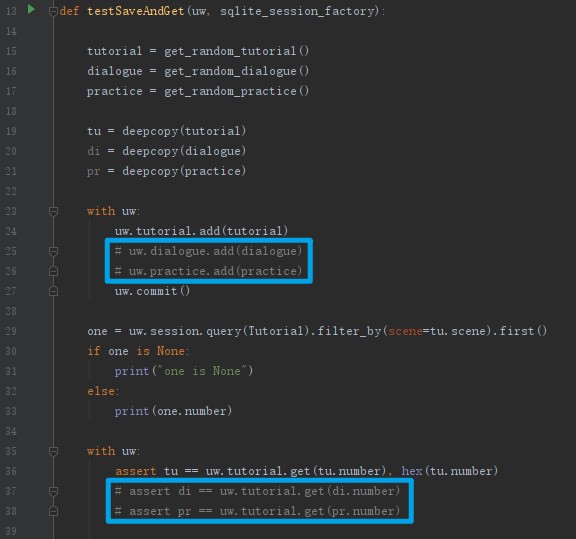 13 def testSaveAndGet(uw, sqlite_session_factory):
14
15 tutorial = get_random_tutorial()
16 dialogue = get_random_dialogue()
17 practice = get_random_practice()
18
19 tu = deepcopy(tutorial)
20 di = deepcopy(dialogue)
21 pr = deepcopy(practice)
22
23 with uw:
24 uw.tutorial.add(tutorial)
25 # uw.dialogue.add(dialogue)
26 # uw.practice.add(practice)
27 uw.commit()
28
29 one = uw.session.query(Tutorial).filter_by(scene=tu.scene).first()
30 if one is None:
31 print("one is None")
32 else:
33 print(one.number)
34
35 with uw:
36 assert tu == uw.tutorial.get(tu.number), hex(tu.number)
37 # assert di == uw.tutorial.get(di.number)
38 # assert pr == uw.tutorial.get(pr.number)
39